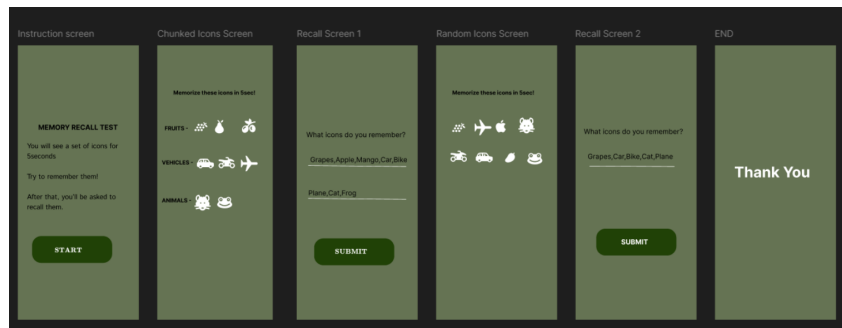 Instruction screen
Chunked Icons Screen
Recall Screen 1
Random Icons Screen
Recall Screen 2
END
MEMORY RECALL TEST
You will see a set of icons for
5seconds
Try to remember them!
After that, you'll be asked to
recall them.
START
Memorize these icons in 5sec!
FRUITS -
VEHICLES -
ANIMALS -
What icons do you remember?
Grapes,Apple,Mango,Car,Bike
Plane,Cat,Frog
SUBMIT
Memorize these icons in 5sec!
What icons do you remember?
Grapes,Car,Bike,Cat,Plane
SUBMIT
Thank You